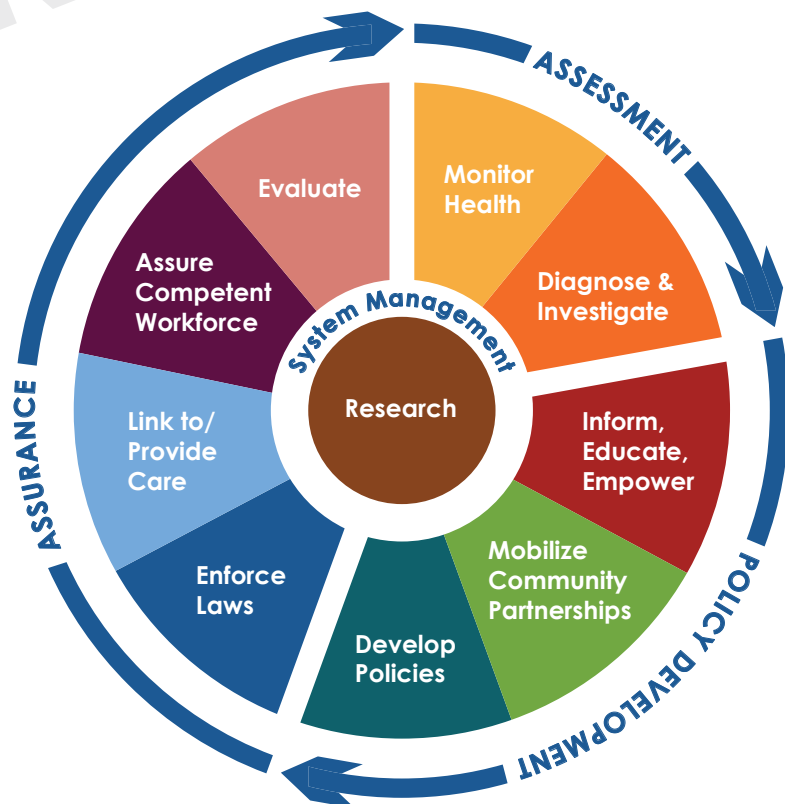 ASSESSMENT
Monitor
Health
Diagnose &
Investigate
POLICY DEVELOPMENT
Inform,
Educate,
Empower
Mobilize
Community
Partnerships
Develop
Policies
ASSURANCE
Enforce
Laws
Link to/
Provide
Care
Assure
Competent
Workforce
Evaluate
System Management
Research